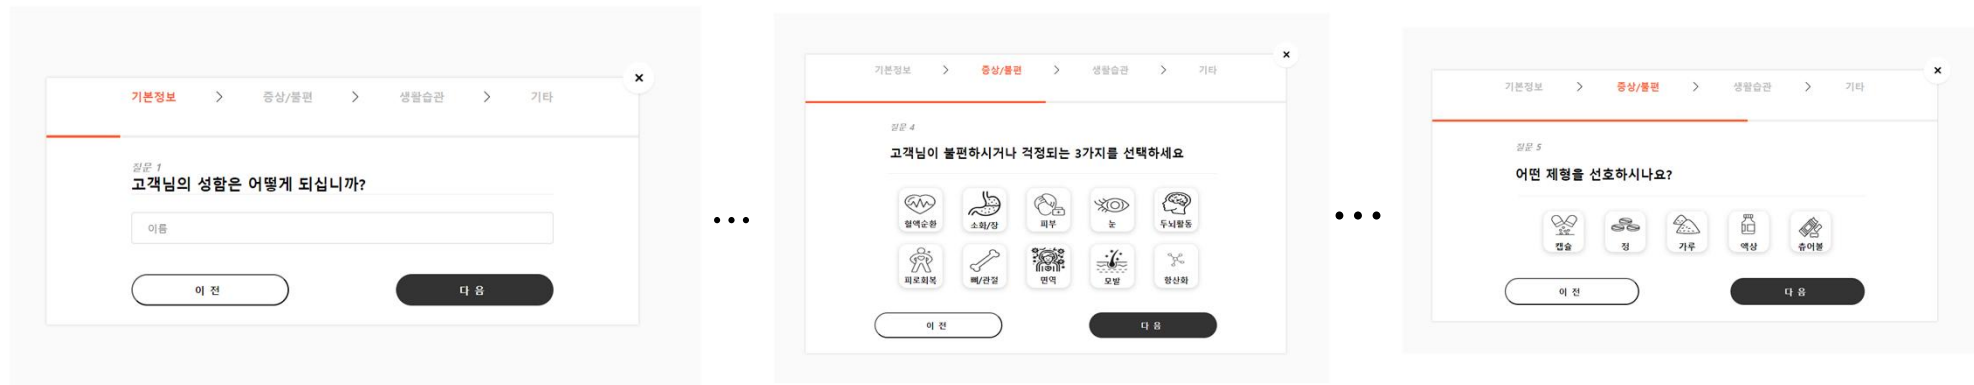 기본정보 > 증상/불편 > 생활습관 > 기타
×
질문 1
고객님의 성함은 어떻게 되십니까?
이름
이 전
다 음
...
기본정보 > 증상/불편 > 생활습관 > 기타
×
질문 4
고객님이 불편하시거나 걱정되는 3가지를 선택하세요
혈액순환 소화/장 피부 눈 두뇌활동
피로회복 뼈/관절 면역 모발 항산화
이 전
다 음
...
기본정보 > 증상/불편 > 생활습관 > 기타
×
질문 5
어떤 제형을 선호하시나요?
캡슐 정 가루 액상 츄어블
이 전
다 음